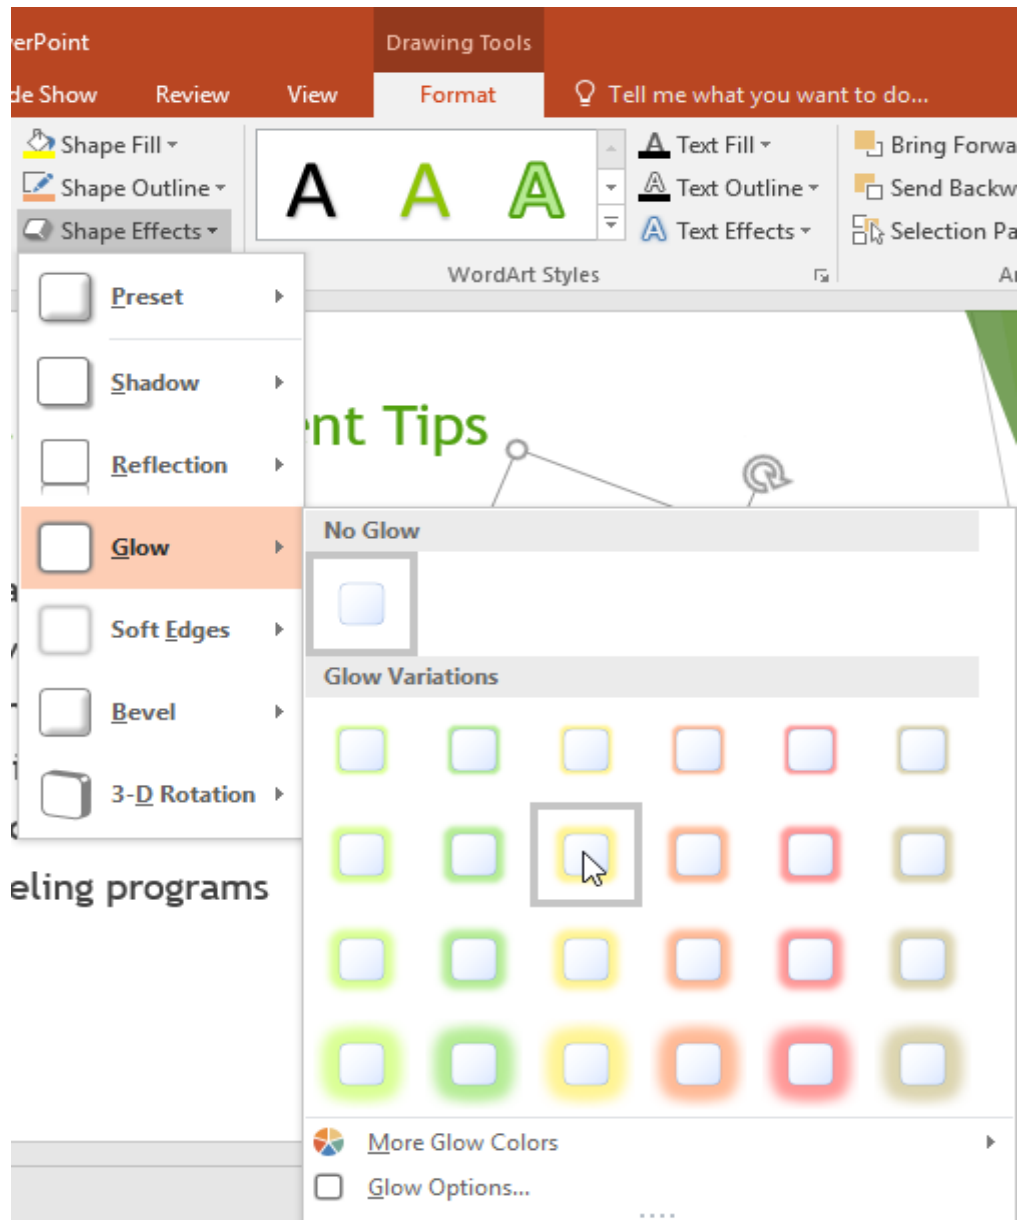 erPoint
Drawing Tools
de Show Review View Format Tell me what you want to do...
Shape Fill
Shape Outline
Shape Effects
A A A
Text Fill
Text Outline
Text Effects
Bring Forwa
Send Backw
Selection Pa
WordArt Styles
Ar
Preset
Shadow
Reflection
Glow
Soft Edges
Bevel
3-D Rotation
ent Tips
No Glow
Glow Variations
eling programs
More Glow Colors
Glow Options...